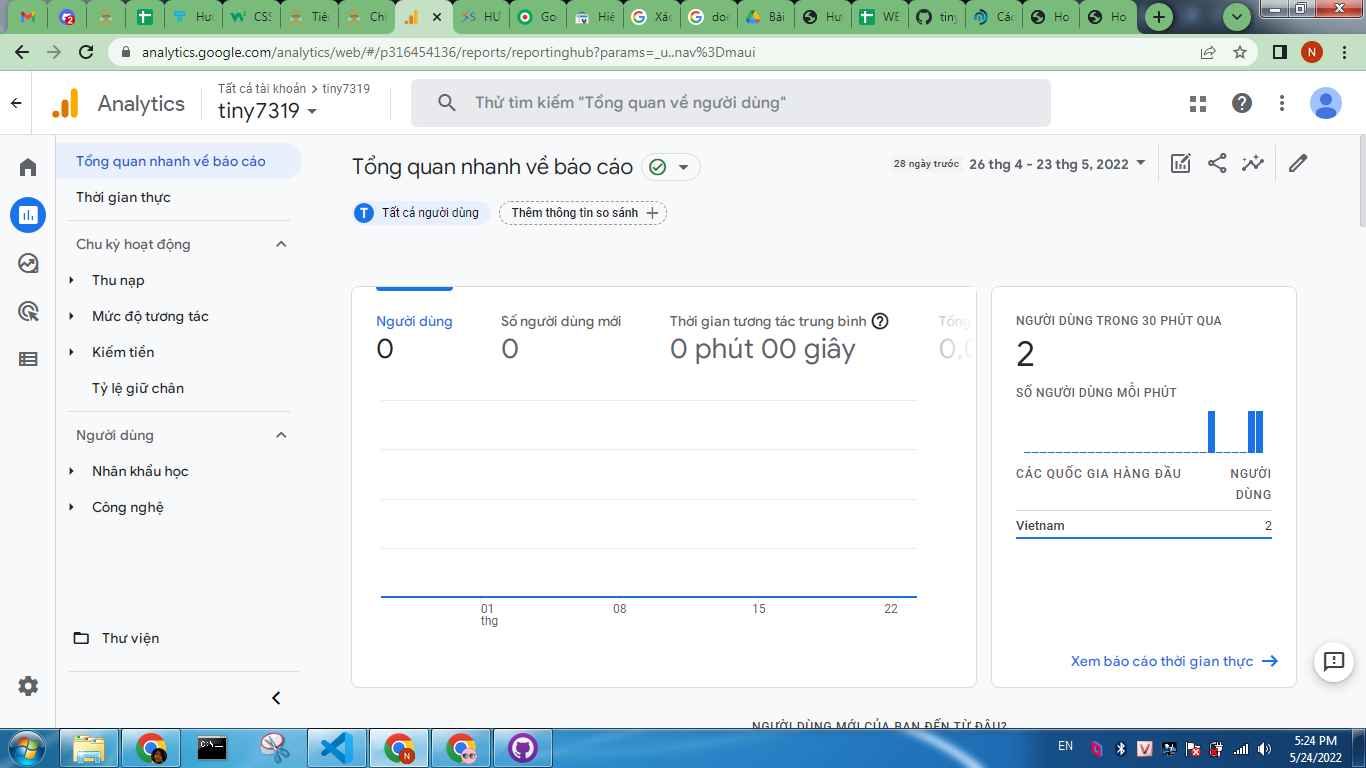 Hướ
CSS
Tiê
Chi
HU
Go
Hiệ
Xác
doc
Bài
Hư
WE
tiny
Các
Ho
Ho
analytics.google.com/analytics/web/#/p316454136/reports/reportinghub?params=_u..nav%3Dmaui
N
Analytics
Tất cả tài khoản > tiny7319
tiny7319
Thử tìm kiếm "Tổng quan về người dùng"
Tổng quan nhanh về báo cáo
Thời gian thực
Chu kỳ hoạt động
Thu nạp
Mức độ tương tác
Kiếm tiền
Tỷ lệ giữ chân
Người dùng
Nhân khẩu học
Công nghệ
Thư viện
Tổng quan nhanh về báo cáo
28 ngày trước 26 thg 4 - 23 thg 5, 2022
T Tất cả người dùng Thêm thông tin so sánh
Người dùng
0
Số người dùng mới
0
Thời gian tương tác trung bình
0 phút 00 giây
Tổng
0,0
01
thg
08
15
22
NGƯỜI DÙNG TRONG 30 PHÚT QUA
2
SỐ NGƯỜI DÙNG MỖI PHÚT
CÁC QUỐC GIA HÀNG ĐẦU
NGƯỜI
DÙNG
Vietnam 2
Xem báo cáo thời gian thực
NGƯỜI DÙNG MỚI CỦA BẠN ĐẾN TỪ ĐÂU?
C:\
N
EN
5:24 PM
5/24/2022